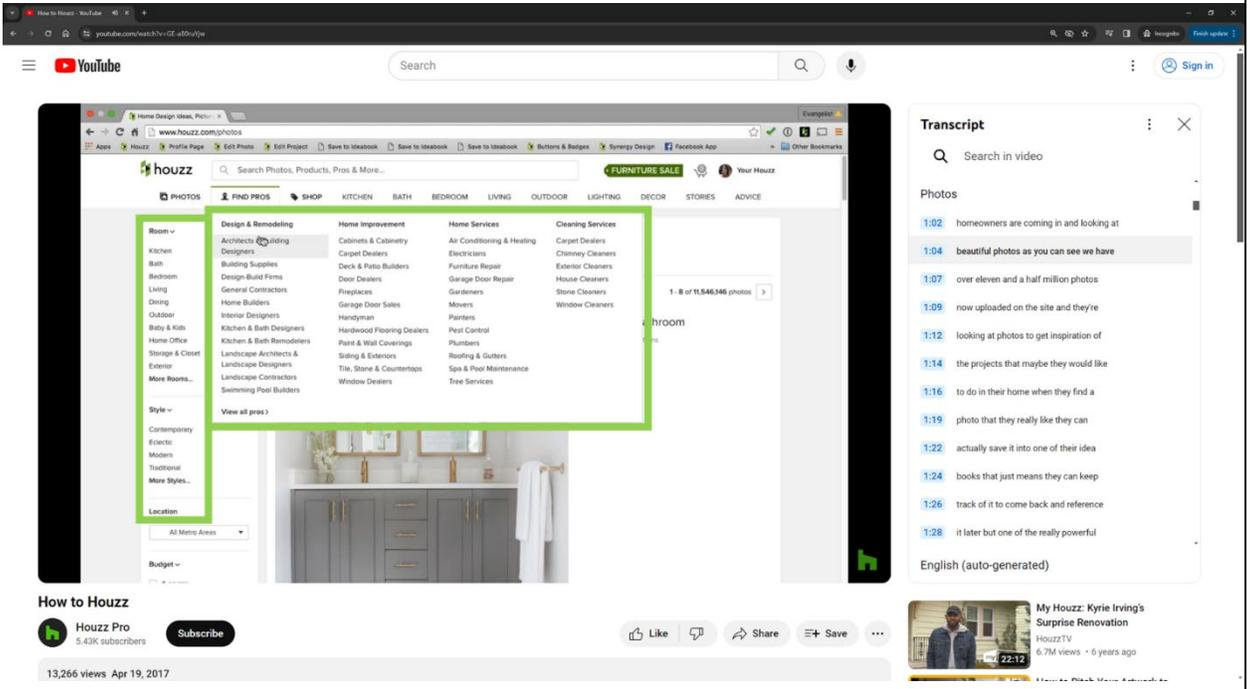 How to Houzz - YouTube
youtube.com/watch?v=GE-a80ruYjw
Incognito
Finish update
YouTube
Search
Sign in
Home Design Ideas, Pictur
Evangelist
www.houzz.com/photos
Apps Houzz Profile Page Edit Photo Edit Project Save to Ideabook Save to Ideabook Save to Ideabook Buttons & Badges Synergy Design Facebook App » Other Bookmarks
houzz
Search Photos, Products, Pros & More...
FURNITURE SALE
Your Houzz
PHOTOS FIND PROS SHOP KITCHEN BATH BEDROOM LIVING OUTDOOR LIGHTING DECOR STORIES ADVICE
Room
Kitchen
Bath
Bedroom
Living
Dining
Outdoor
Baby & Kids
Home Office
Storage & Closet
Exterior
More Rooms...
Style
Contemporary
Eclectic
Modern
Traditional
More Styles...
Location
All Metro Areas
Budget
Design & Remodeling
Architects & Building
Designers
Building Supplies
Design-Build Firms
General Contractors
Home Builders
Interior Designers
Kitchen & Bath Designers
Kitchen & Bath Remodelers
Landscape Architects &
Landscape Designers
Landscape Contractors
Swimming Pool Builders
View all pros
Home Improvement
Cabinets & Cabinetry
Carpet Dealers
Deck & Patio Builders
Door Dealers
Fireplaces
Garage Door Sales
Handyman
Hardwood Flooring Dealers
Paint & Wall Coverings
Siding & Exteriors
Tile, Stone & Countertops
Window Dealers
Home Services
Air Conditioning & Heating
Electricians
Furniture Repair
Garage Door Repair
Gardeners
Movers
Painters
Pest Control
Plumbers
Roofing & Gutters
Spa & Pool Maintenance
Tree Services
Cleaning Services
Carpet Dealers
Chimney Cleaners
Exterior Cleaners
House Cleaners
Stone Cleaners
Window Cleaners
1 - 8 of 11,546,146 photos
hroom
How to Houzz
Houzz Pro
5.43K subscribers
Subscribe
Like
Share
Save
13,266 views Apr 19, 2017
Transcript
Search in video
Photos
1:02 homeowners are coming in and looking at
1:04 beautiful photos as you can see we have
1:07 over eleven and a half million photos
1:09 now uploaded on the site and they're
1:12 looking at photos to get inspiration of
1:14 the projects that maybe they would like
1:16 to do in their home when they find a
1:19 photo that they really like they can
1:22 actually save it into one of their idea
1:24 books that just means they can keep
1:26 track of it to come back and reference
1:28 it later but one of the really powerful
English (auto-generated)
My Houzz: Kyrie Irving's
Surprise Renovation
HouzzTV
6.7M views • 6 years ago
22:12
How to Pitch Your Artwork to